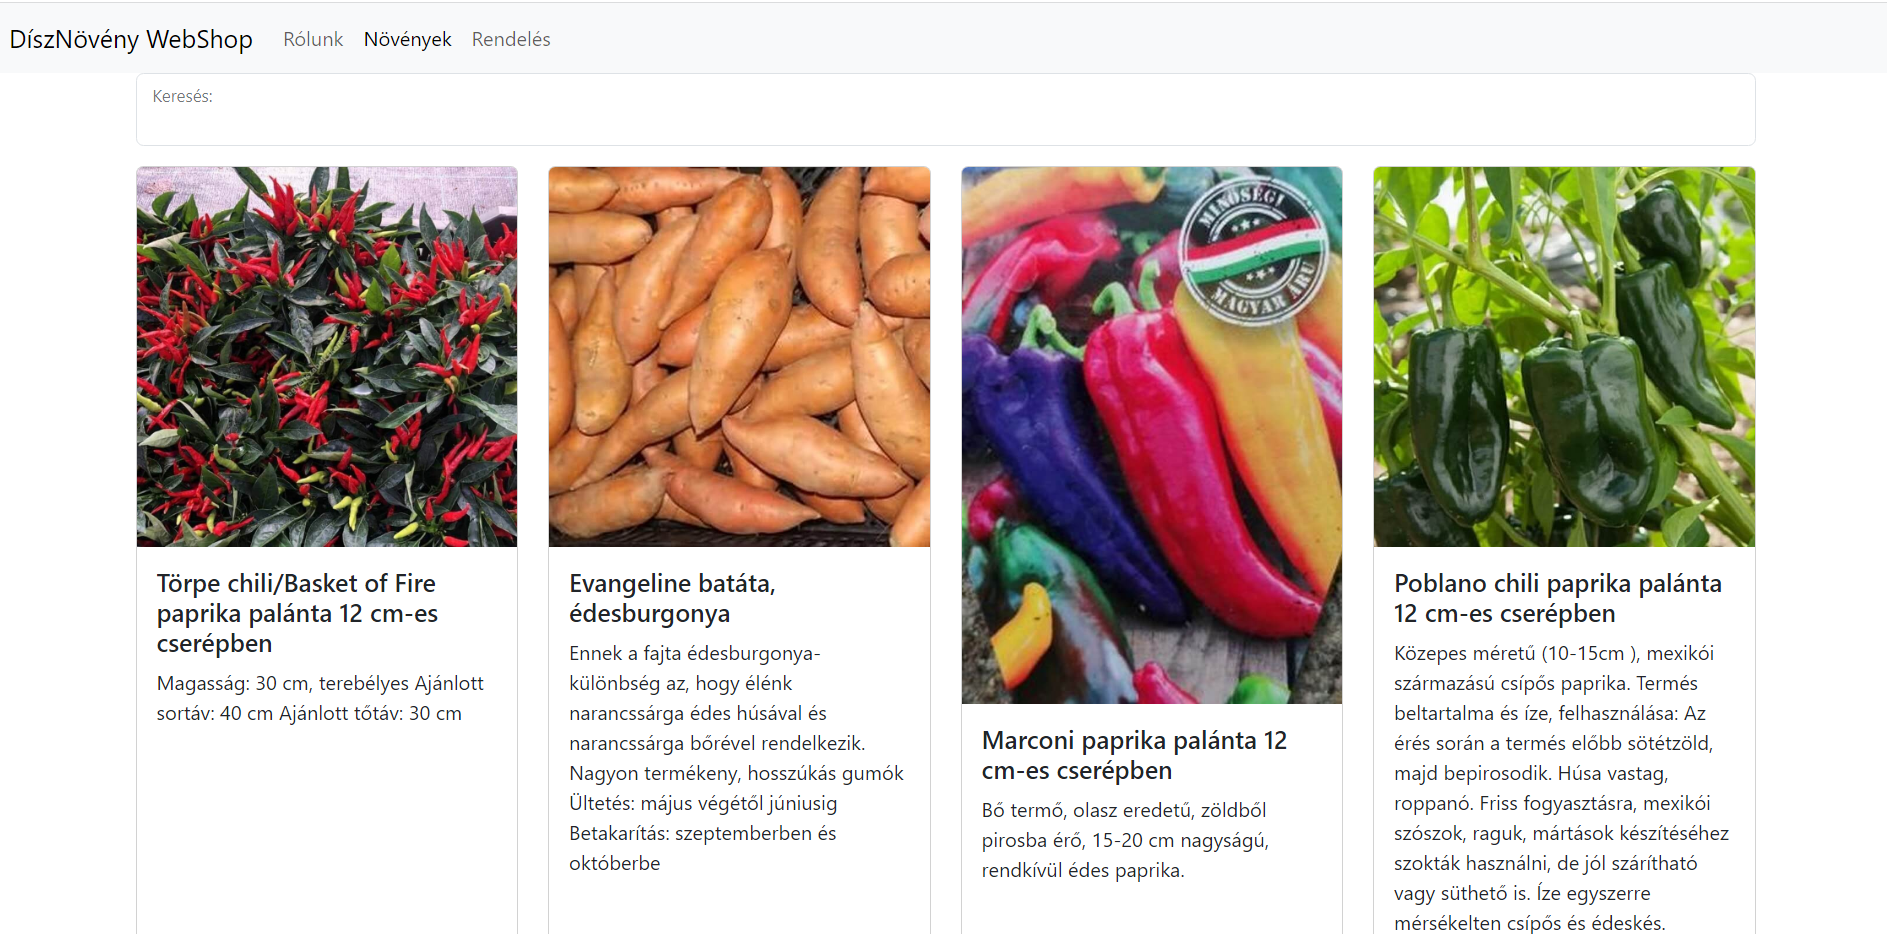 DíszNövény WebShop Rólunk Növények Rendelés
Keresés:
MINŐSÉGI
MAGYAR ÁRU
Törpe chili/Basket of Fire
paprika palánta 12 cm-es
cserépben
Magasság: 30 cm, terebélyes Ajánlott
sortáv: 40 cm Ajánlott tőtáv: 30 cm
Evangeline batáta,
édesburgonya
Ennek a fajta édesburgonya-
különbség az, hogy élénk
narancssárga édes húsával és
narancssárga bőrével rendelkezik.
Nagyon termékeny, hosszúkás gumók
Ültetés: május végétől júniusig
Betakarítás: szeptemberben és
októberbe
Marconi paprika palánta 12
cm-es cserépben
Bő termő, olasz eredetű, zöldből
pirosba érő, 15-20 cm nagyságú,
rendkívül édes paprika.
Poblano chili paprika palánta
12 cm-es cserépben
Közepes méretű (10-15cm ), mexikói
származású csípős paprika. Termés
beltartalma és íze, felhasználása: Az
érés során a termés előbb sötétzöld,
majd bepirosodik. Húsa vastag,
roppanó. Friss fogyasztásra, mexikói
szószok, raguk, mártások készítéséhez
szokták használni, de jól szárítható
vagy süthető is. Íze egyszerre
mérsékelten csípős és édeskés.